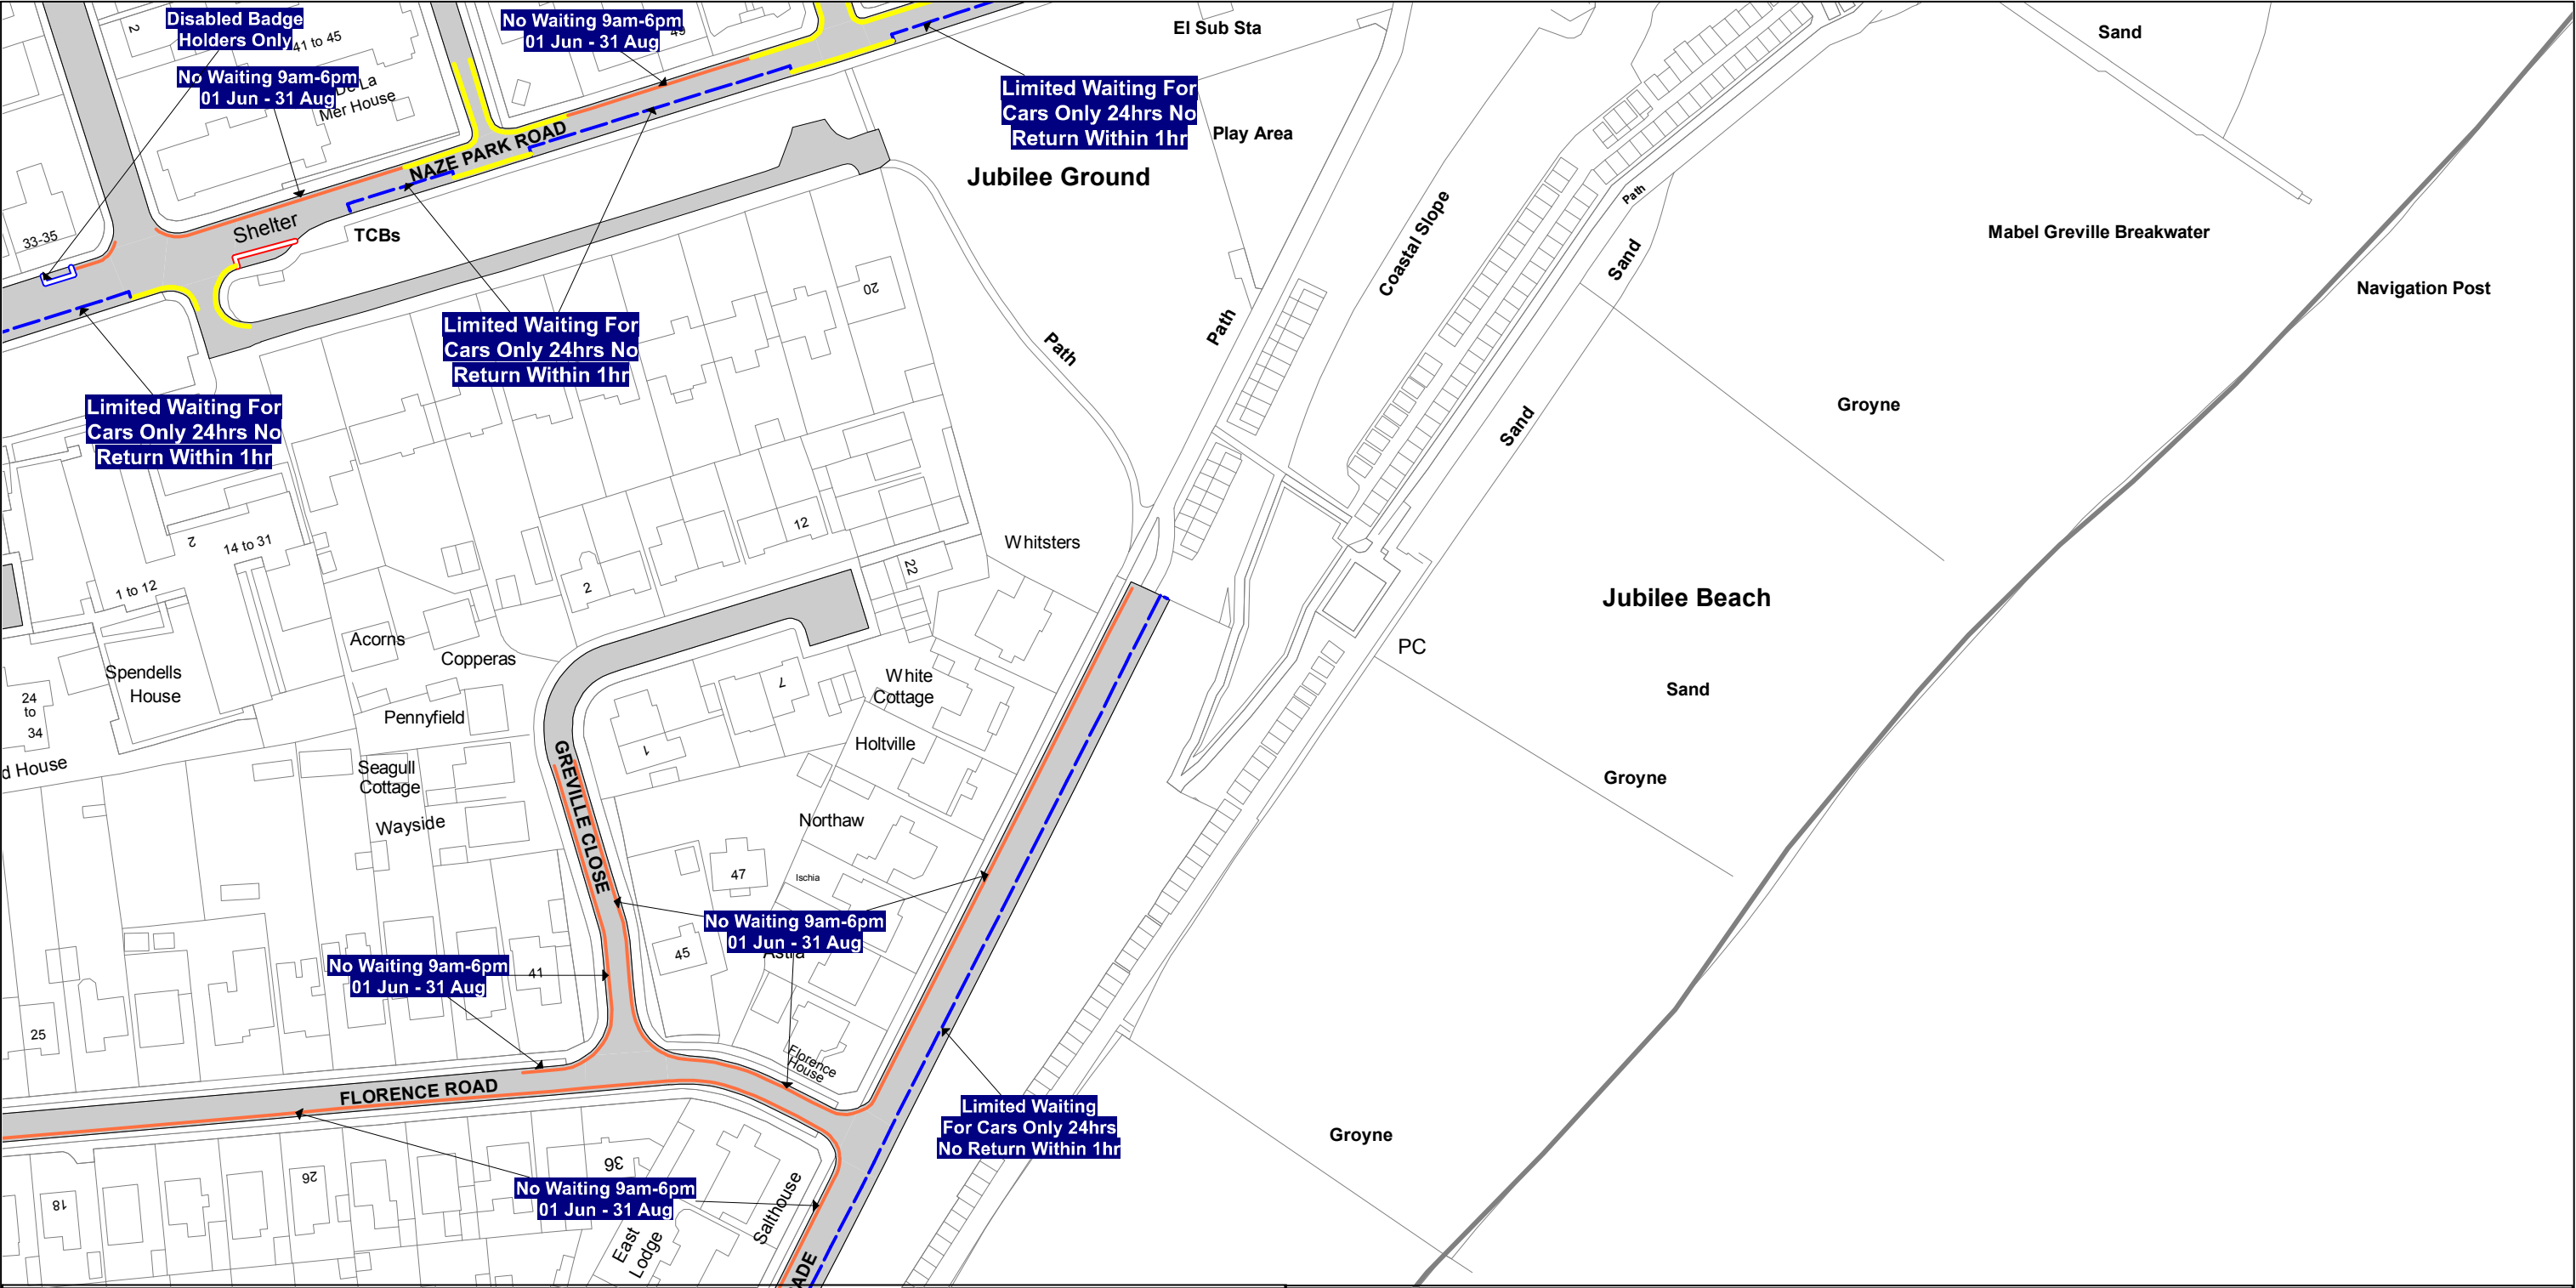 Disabled Badge
Holders Only
No Waiting 9am-6pm
01 Jun - 31 Aug
2
41 to 45
De La
Mer House
No Waiting 9am-6pm
01 Jun - 31 Aug
49
El Sub Sta
Sand
Limited Waiting For
Cars Only 24hrs No
Return Within 1hr
Play Area
Jubilee Ground
NAZE PARK ROAD
33-35
Shelter
TCBs
Coastal Slope
Path
Sand
Mabel Greville Breakwater
Navigation Post
20
Limited Waiting For
Cars Only 24hrs No
Return Within 1hr
Path
Path
Limited Waiting For
Cars Only 24hrs No
Return Within 1hr
Sand
Groyne
2
14 to 31
1 to 12
12
2
22
Whitsters
Jubilee Beach
PC
Sand
Groyne
Acorns
Copperas
Spendells
House
24
to
34
Pennyfield
d House
Seagull
Cottage
Wayside
White
Cottage
7
1
Holtville
Northaw
GREVILLE CLOSE
47
Ischia
No Waiting 9am-6pm
01 Jun - 31 Aug
Astra
45
No Waiting 9am-6pm
01 Jun - 31 Aug
41
25
Florence
House
FLORENCE ROAD
Limited Waiting
For Cars Only 24hrs
No Return Within 1hr
Groyne
36
26
18
No Waiting 9am-6pm
01 Jun - 31 Aug
Salthouse
East
Lodge
ADE